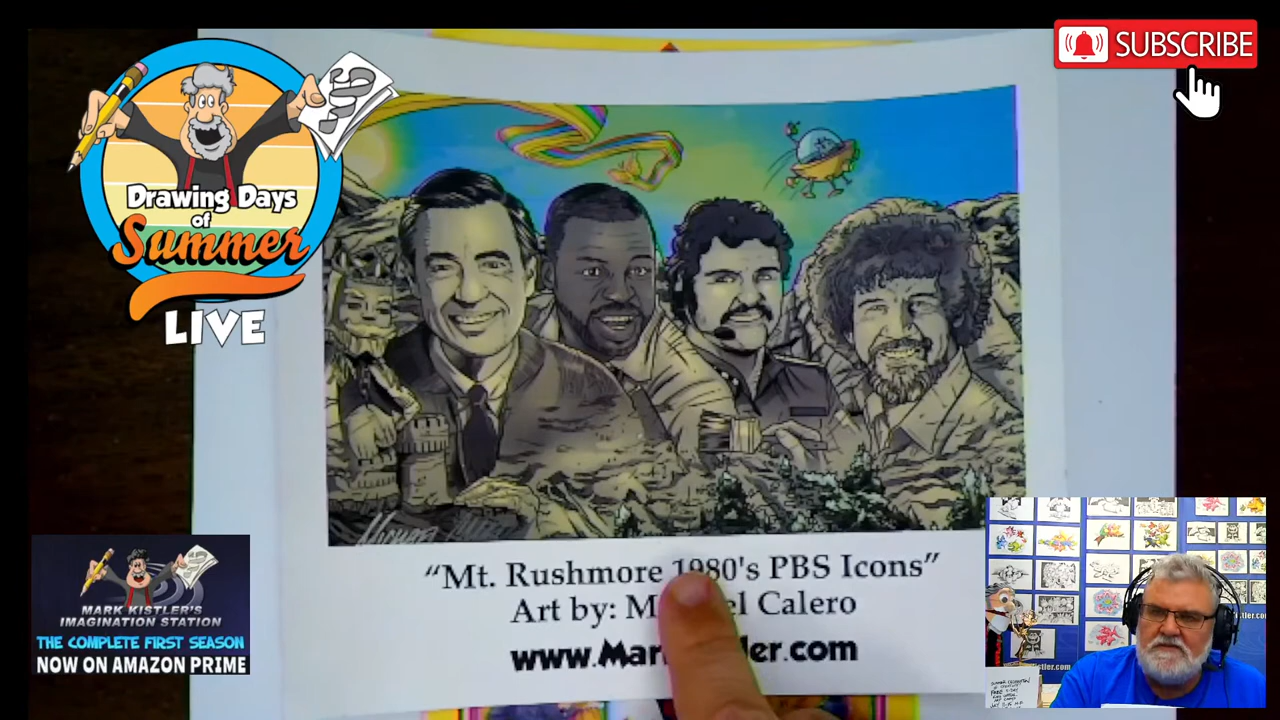 SUBSCRIBE
Drawing Days
of
Summer
LIVE
"Mt. Rushmore 1980's PBS Icons"
Art by: M el Calero
www.Mar ler.com
MARK KISTLER'S
IMAGINATION STATION
THE COMPLETE FIRST SEASON
NOW ON AMAZON PRIME